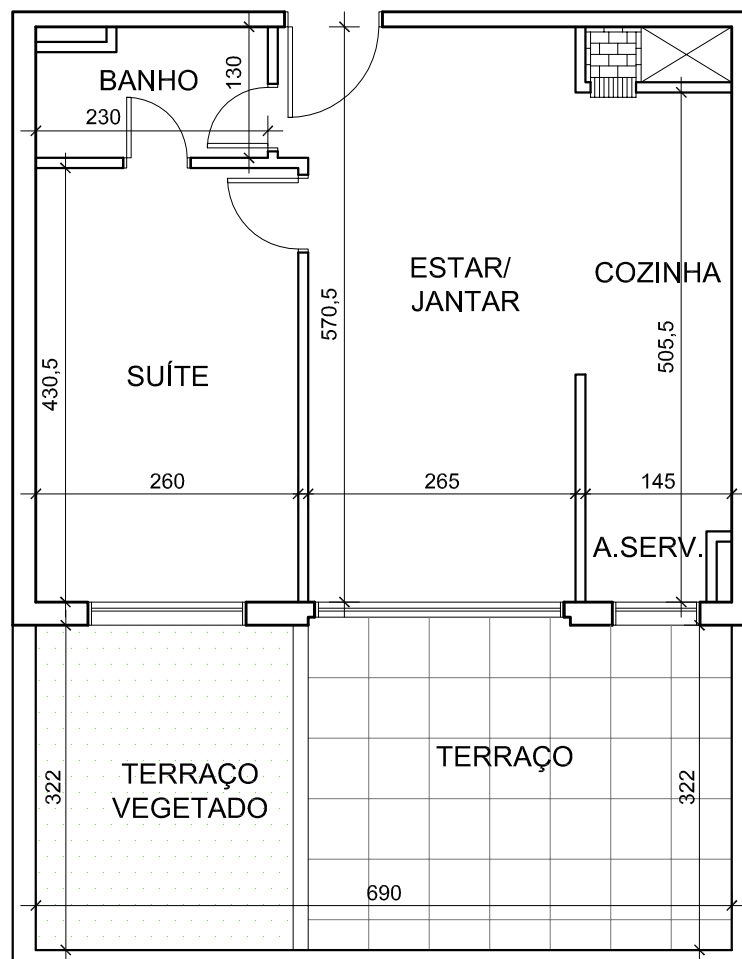 BANHO
130
230
ESTAR/
JANTAR
COZINHA
570,5
505,5
430,5
SUÍTE
260
265
145
A.SERV.
TERRAÇO
TERRAÇO
VEGETADO
322
322
690